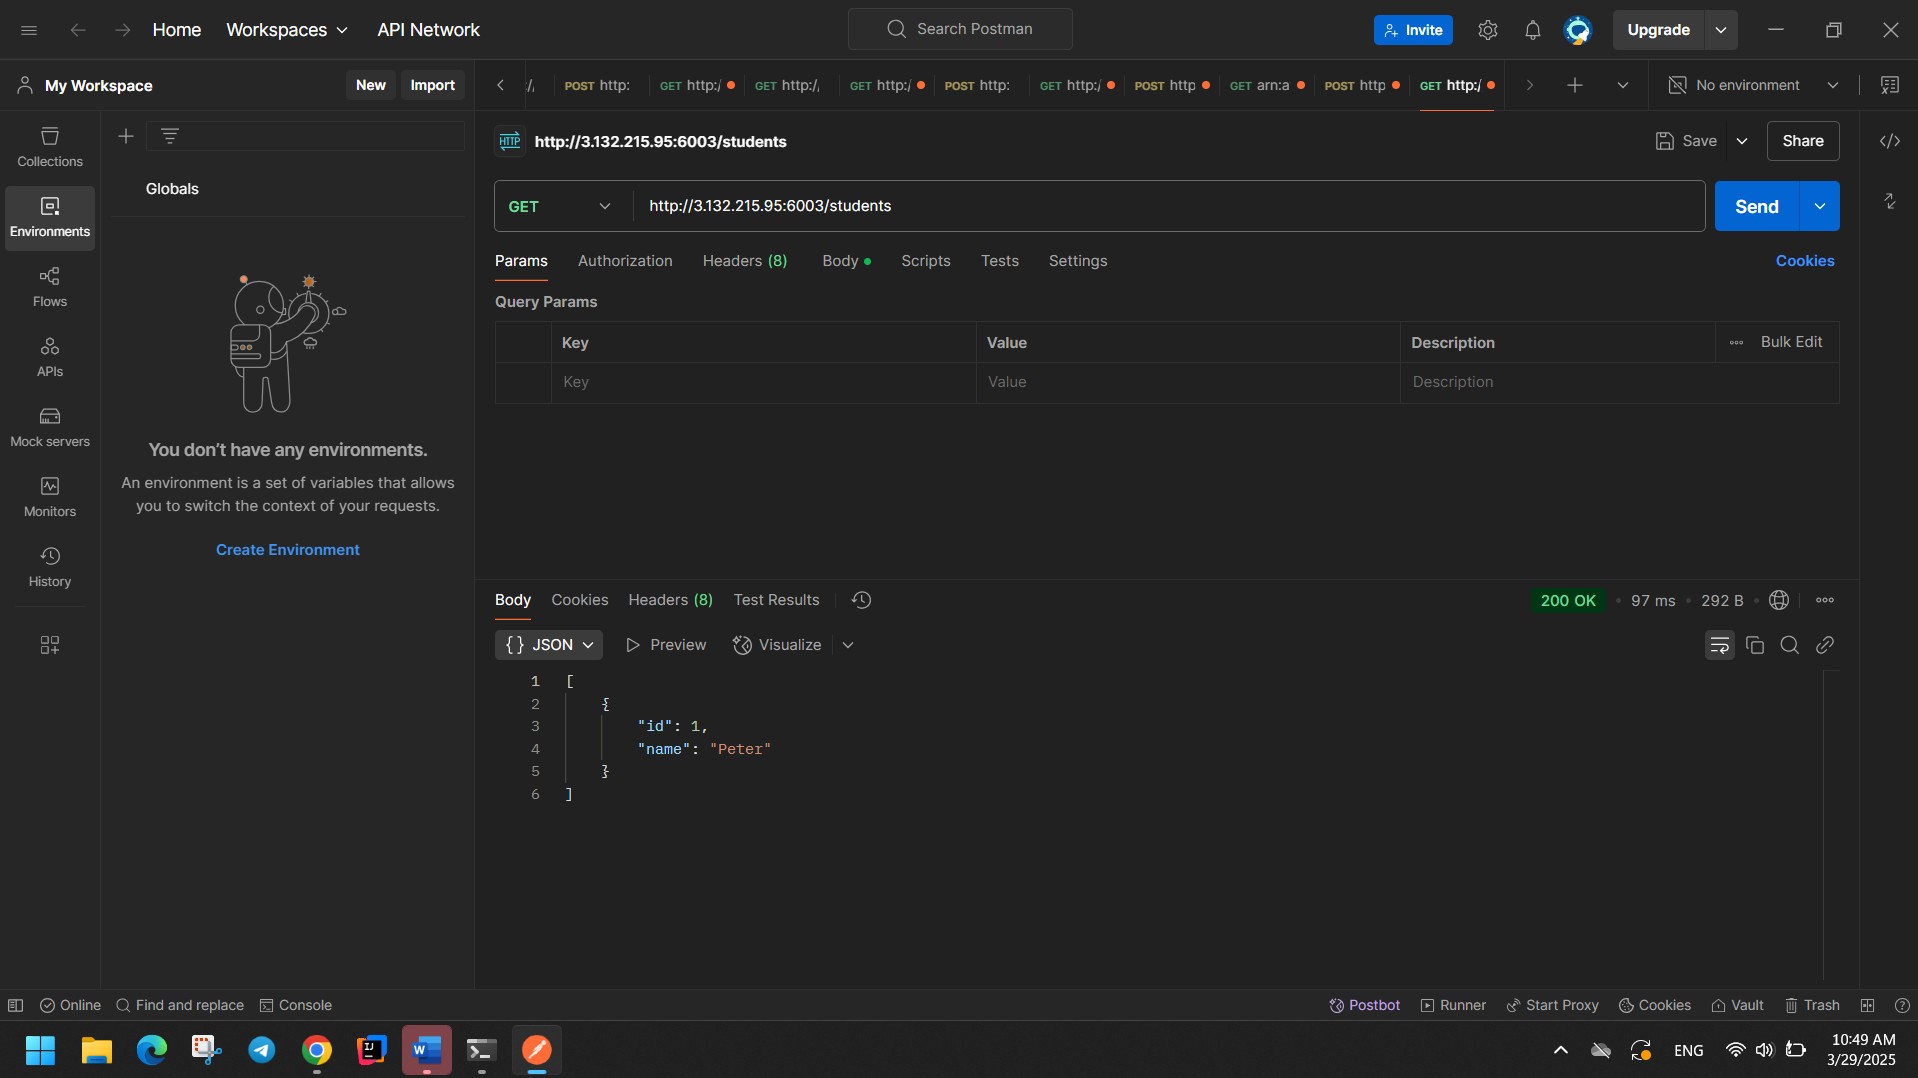 Home
Workspaces
API Network
Search Postman
Invite
Upgrade
My Workspace
New
Import
POST http:
GET http:/
GET http://
GET http:/
POST http:
GET http:/
POST http
GET arn:a
POST http
GET http:/
No environment
Collections
Environments
Flows
APIs
Mock servers
Monitors
History
Globals
You don't have any environments.
An environment is a set of variables that allows
you to switch the context of your requests.
Create Environment
HTTP
http://3.132.215.95:6003/students
Save
Share
GET
http://3.132.215.95:6003/students
Send
Params
Authorization
Headers (8)
Body
Scripts
Tests
Settings
Cookies
Query Params
Key
Value
Description
Bulk Edit
Key
Value
Description
Body
Cookies
Headers (8)
Test Results
200 OK
97 ms
292 B
{} JSON
Preview
Visualize
1 [
2 {
3 "id": 1,
4 "name": "Peter"
5 }
6 ]
Online
Find and replace
Console
Postbot
Runner
Start Proxy
Cookies
Vault
Trash
ENG
10:49 AM
3/29/2025